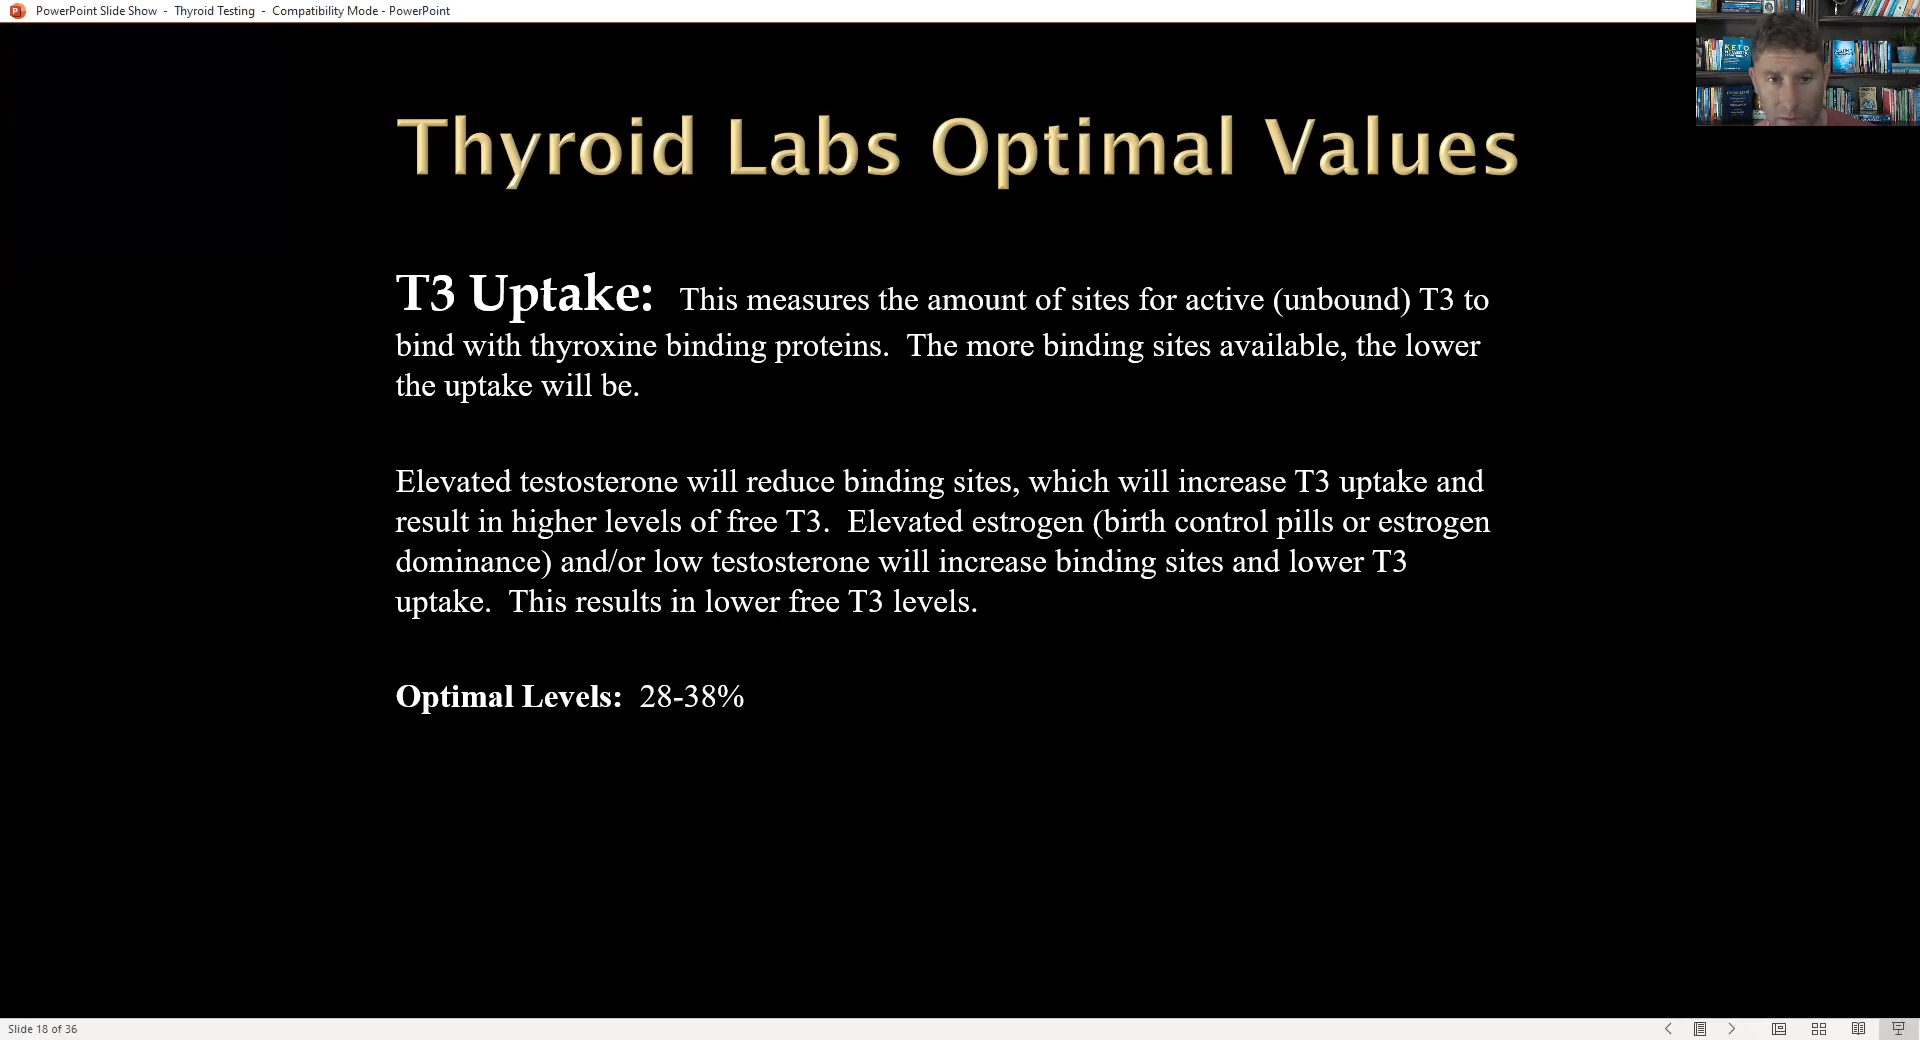 PowerPoint Slide Show - Thyroid Testing - Compatibility Mode - PowerPoint
KETO
Thyroid Labs Optimal Values
T3 Uptake: This measures the amount of sites for active (unbound) T3 to
bind with thyroxine binding proteins. The more binding sites available, the lower
the uptake will be.
Elevated testosterone will reduce binding sites, which will increase T3 uptake and
result in higher levels of free T3. Elevated estrogen (birth control pills or estrogen
dominance) and/or low testosterone will increase binding sites and lower T3
uptake. This results in lower free T3 levels.
Optimal Levels: 28-38%
Slide 18 of 36